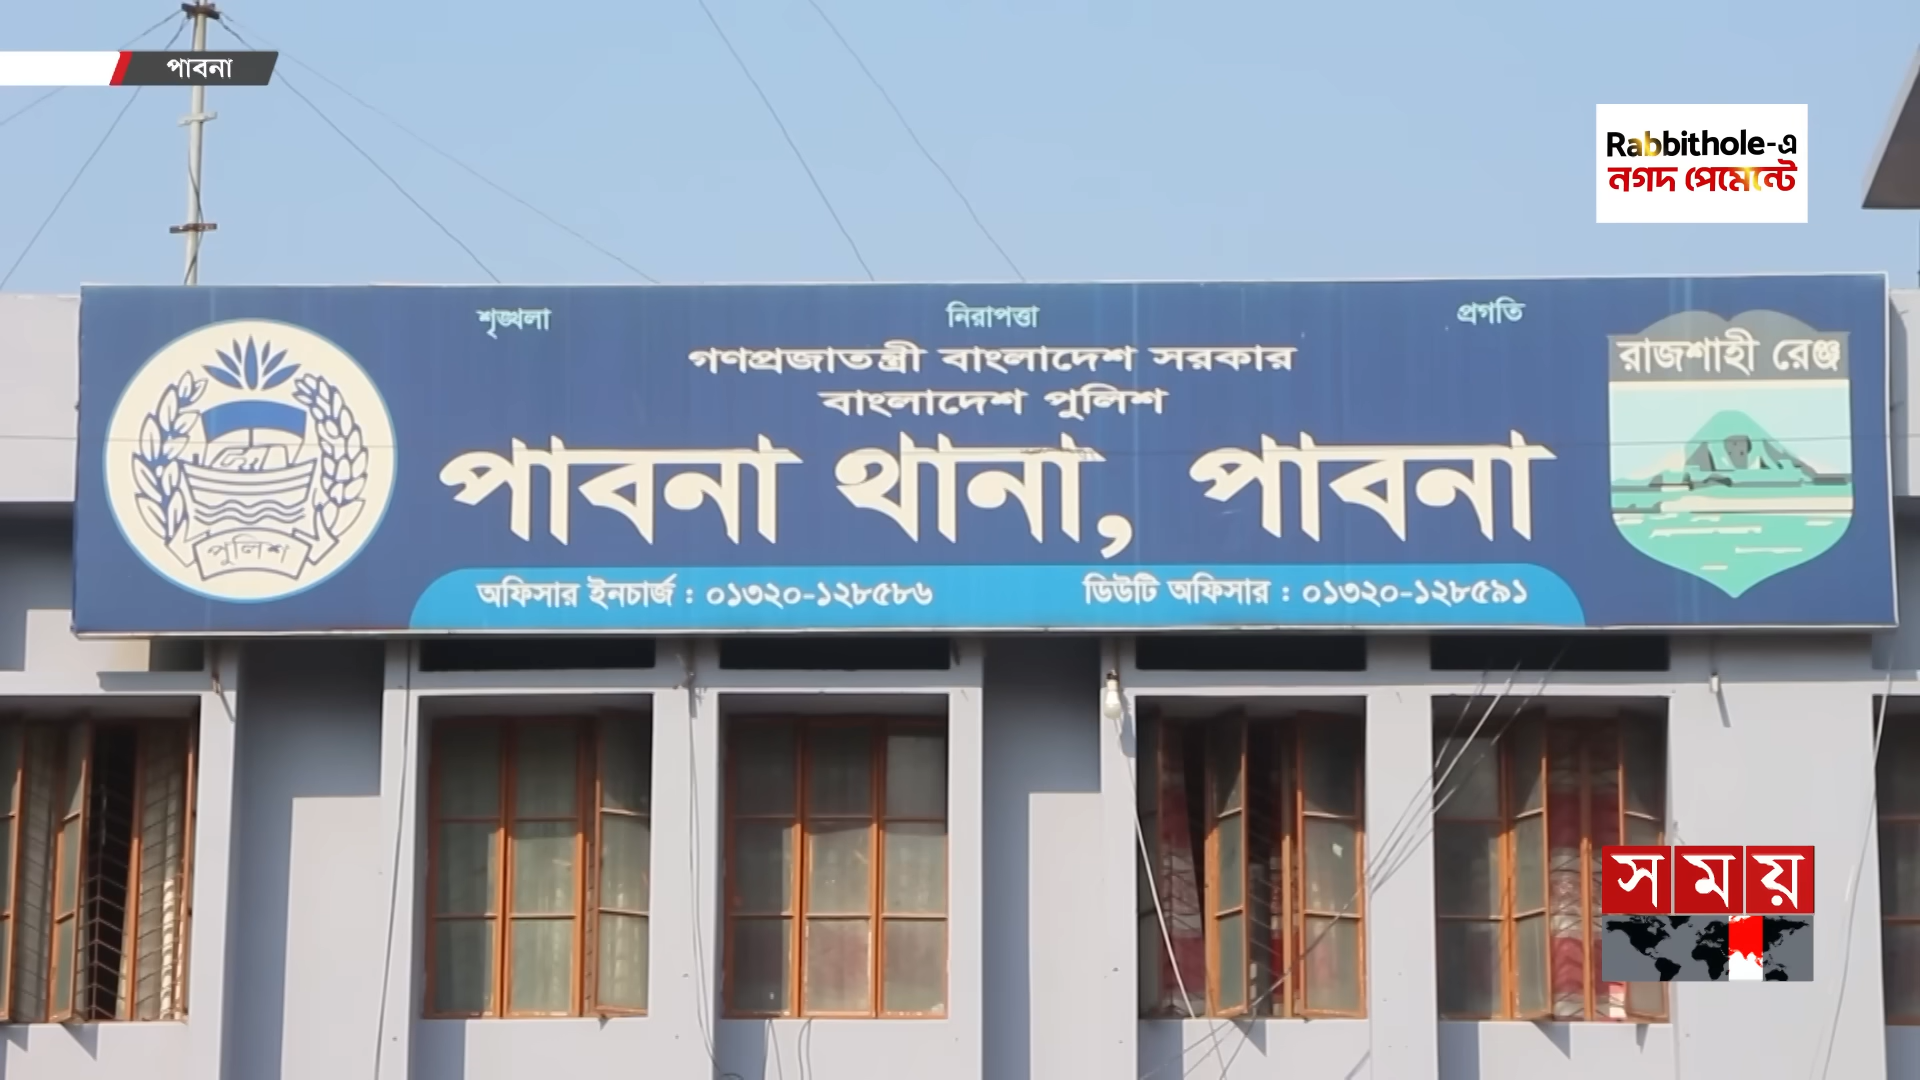 পাবনা
Rabbithole-এ
নগদ পেমেন্টে
শৃঙ্খলা নিরাপত্তা প্রগতি
গণপ্রজাতন্ত্রী বাংলাদেশ সরকার
বাংলাদেশ পুলিশ
পাবনা থানা, পাবনা
পুলিশ
রাজশাহী রেঞ্জ
অফিসার ইনচার্জ : ০১৩২০-১২৮৫৮৬ ডিউটি অফিসার : ০১৩২০-১২৮৫৯১
সময়